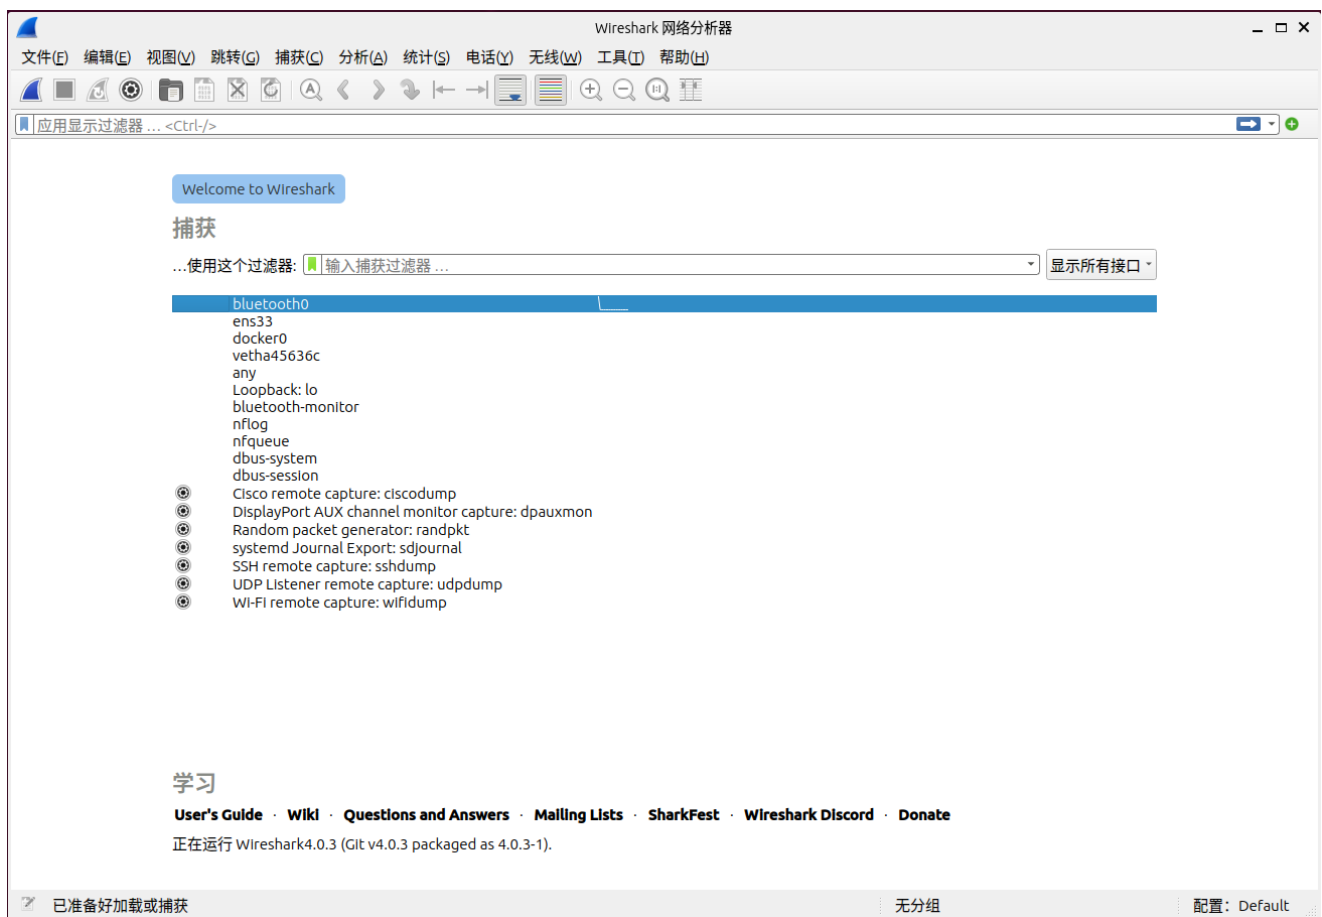 Wireshark 网络分析器
文件(F) 编辑(E) 视图(V) 跳转(G) 捕获(C) 分析(A) 统计(S) 电话(Y) 无线(W) 工具(T) 帮助(H)
应用显示过滤器 … <Ctrl-/>
Welcome to Wireshark
捕获
…使用这个过滤器: 输入捕获过滤器 … 显示所有接口
bluetooth0
ens33
docker0
vetha45636c
any
Loopback: lo
bluetooth-monitor
nflog
nfqueue
dbus-system
dbus-session
Cisco remote capture: ciscodump
DisplayPort AUX channel monitor capture: dpauxmon
Random packet generator: randpkt
systemd Journal Export: sdjournal
SSH remote capture: sshdump
UDP Listener remote capture: udpdump
Wi-Fi remote capture: wifidump
学习
User's Guide · Wiki · Questions and Answers · Mailing Lists · SharkFest · Wireshark Discord · Donate
正在运行 Wireshark4.0.3 (Git v4.0.3 packaged as 4.0.3-1).
已准备好加载或捕获 无分组 配置：Default